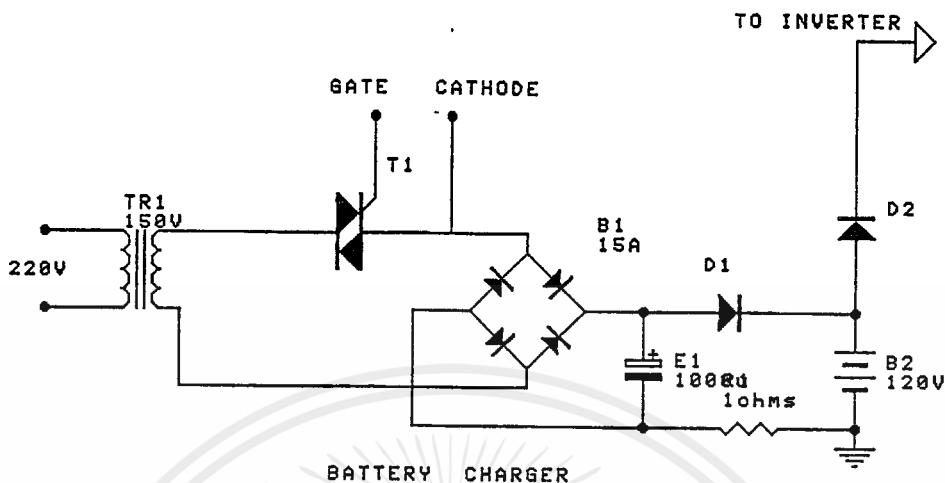 TO INVERTER
GATE CATHODE
T1
TR1
150V
220V
B1
15A
D2
D1
E1
B2
120V
1ohms
BATTERY CHARGER